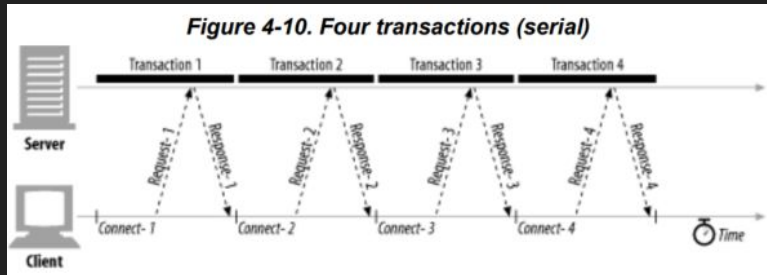 Figure 4-10. Four transactions (serial)
Transaction 1
Transaction 2
Transaction 3
Transaction 4
Server
Request- 1
Response- 1
Request- 2
Response- 2
Request- 3
Response- 3
Request- 4
Response- 4
Connect- 1
Connect- 2
Connect- 3
Connect- 4
Time
Client